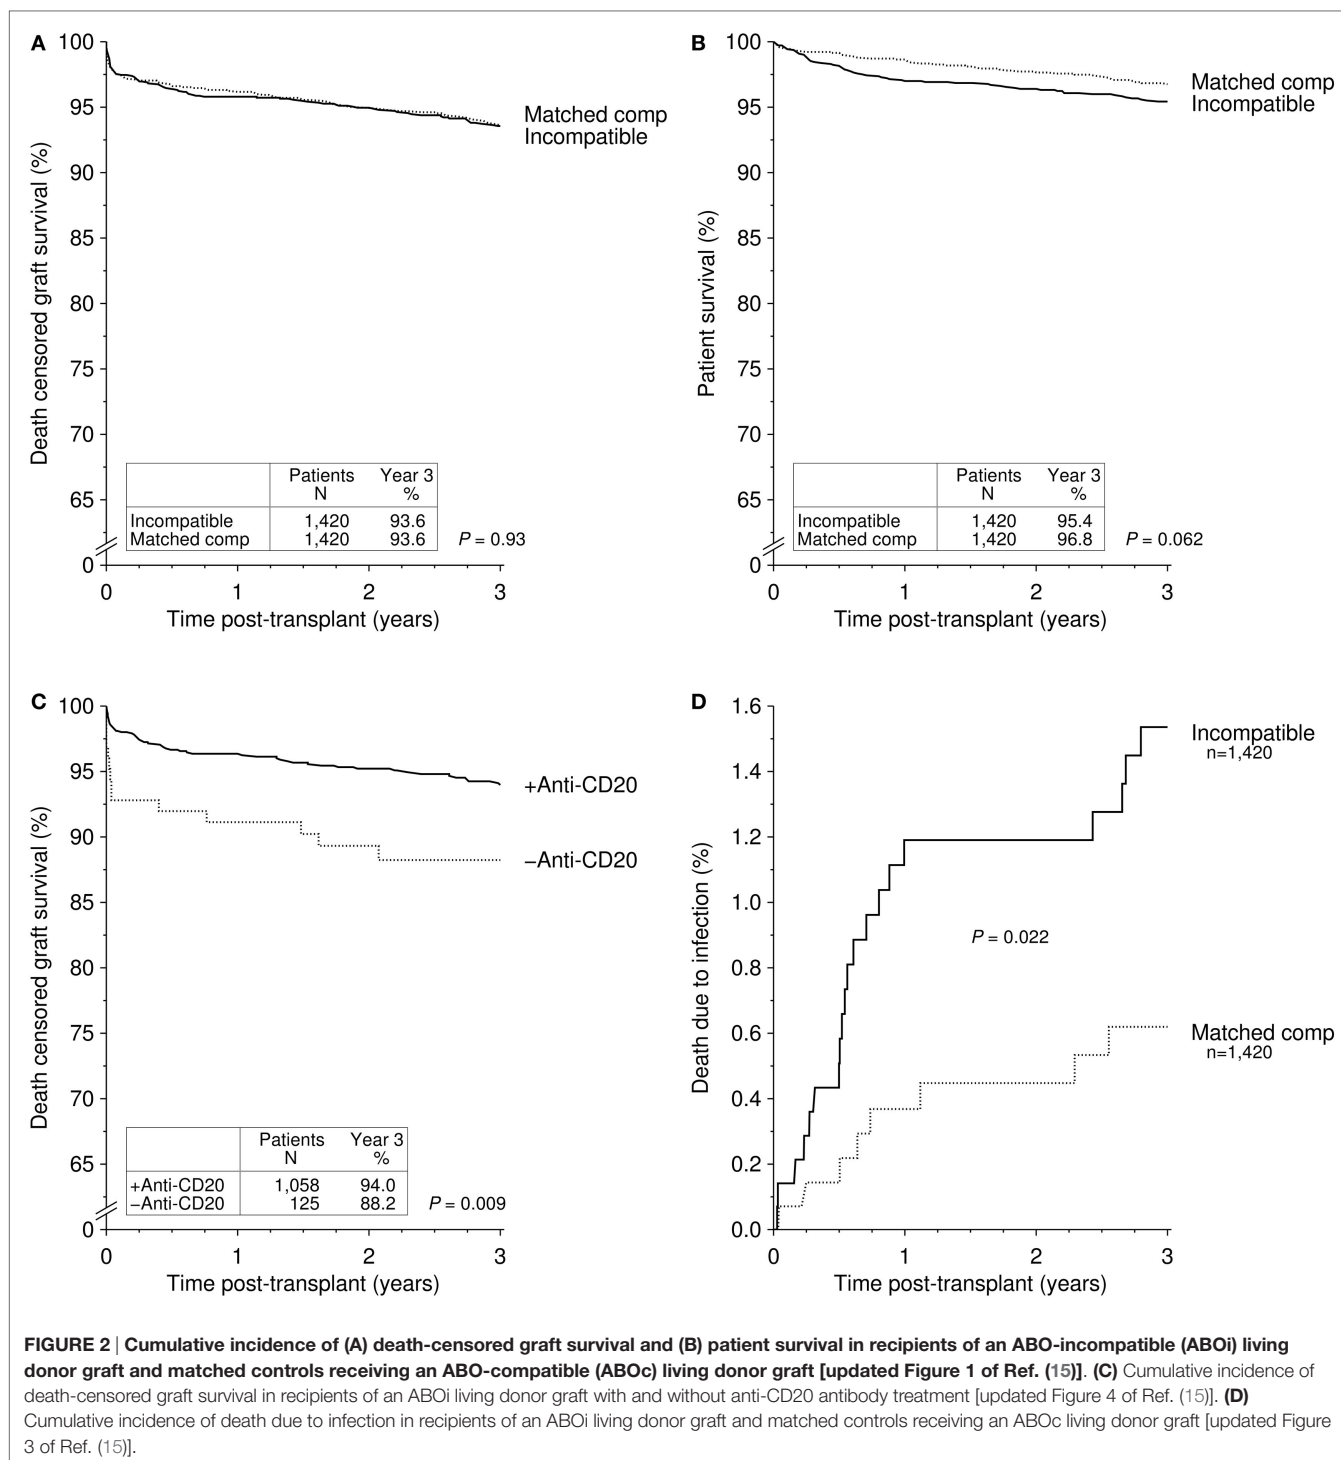 A
100
95
90
85
80
75
70
65
0
Death censored graft survival (%)
Matched comp
Incompatible
Patients Year 3
N %
Incompatible 1,420 93.6
Matched comp 1,420 93.6
P = 0.93
0 1 2 3
Time post-transplant (years)
B
100
95
90
85
80
75
70
65
0
Patient survival (%)
Matched comp
Incompatible
Patients Year 3
N %
Incompatible 1,420 95.4
Matched comp 1,420 96.8
P = 0.062
0 1 2 3
Time post-transplant (years)
C
100
95
90
85
80
75
70
65
0
Death censored graft survival (%)
+Anti-CD20
–Anti-CD20
Patients Year 3
N %
+Anti-CD20 1,058 94.0
–Anti-CD20 125 88.2
P = 0.009
0 1 2 3
Time post-transplant (years)
D
1.6
1.4
1.2
1.0
0.8
0.6
0.4
0.2
0.0
Death due to infection (%)
Incompatible
n=1,420
P = 0.022
Matched comp
n=1,420
0 1 2 3
Time post-transplant (years)
FIGURE 2 | Cumulative incidence of (A) death-censored graft survival and (B) patient survival in recipients of an ABO-incompatible (ABOi) living
donor graft and matched controls receiving an ABO-compatible (ABOc) living donor graft [updated Figure 1 of Ref. (15)]. (C) Cumulative incidence of
death-censored graft survival in recipients of an ABOi living donor graft with and without anti-CD20 antibody treatment [updated Figure 4 of Ref. (15)]. (D)
Cumulative incidence of death due to infection in recipients of an ABOi living donor graft and matched controls receiving an ABOc living donor graft [updated Figure
3 of Ref. (15)].